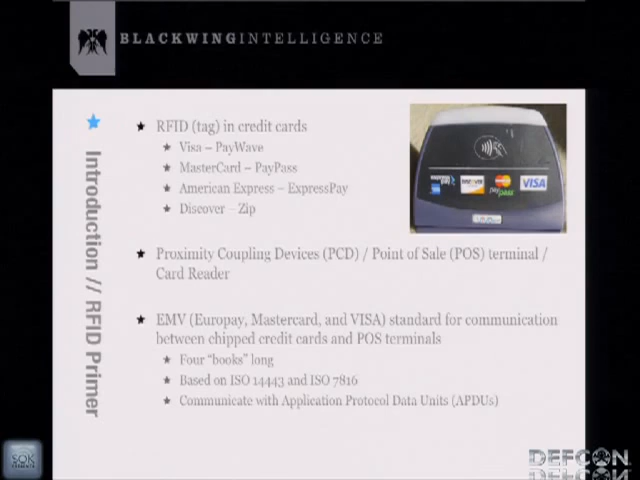 BLACKWINGINTELLIGENCE
Introduction // RFID Primer
RFID (tag) in credit cards
Visa – PayWave
MasterCard – PayPass
American Express – ExpressPay
Discover – Zip
VISA
Proximity Coupling Devices (PCD) / Point of Sale (POS) terminal /
Card Reader
EMV (Europay, Mastercard, and VISA) standard for communication
between chipped credit cards and POS terminals
Four "books" long
Based on ISO 14443 and ISO 7816
Communicate with Application Protocol Data Units (APDUs)
SOK
DEFCON